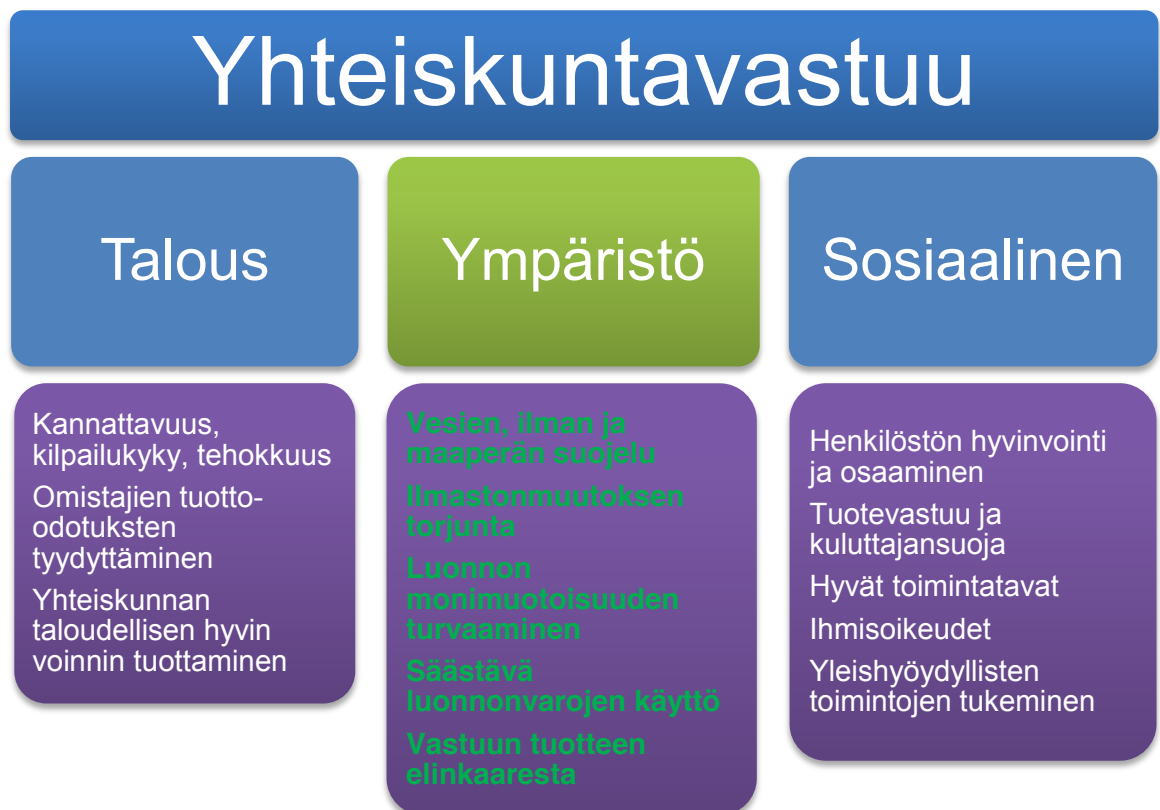 Yhteiskuntavastuu
Talous
Ympäristö
Sosiaalinen
Kannattavuus,
kilpailukyky, tehokkuus
Omistajien tuotto-
odotuksten
tyydyttäminen
Yhteiskunnan
taloudellisen hyvin
voinnin tuottaminen
Vesien, ilman ja
maaperän suojelu
Ilmastonmuutoksen
torjunta
Luonnon
monimuotoisuuden
turvaaminen
Säästävä
luonnonvarojen käyttö
Vastuun tuotteen
elinkaaresta
Henkilöstön hyvinvointi
ja osaaminen
Tuotevastuu ja
kuluttajansuoja
Hyvät toimintatavat
Ihmisoikeudet
Yleishyödyllisten
toimintojen tukeminen